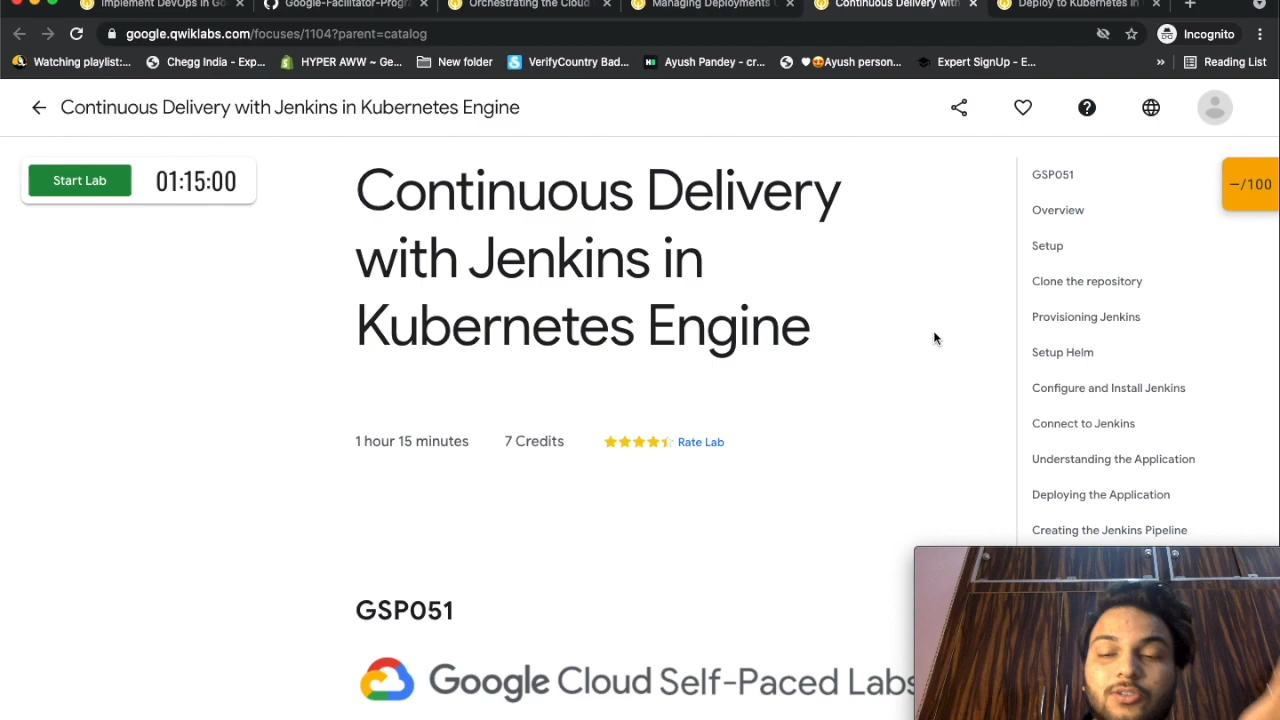 Implement DevOps in Go
Google-Facilitator-Progra
Orchestrating the Cloud
Managing Deployments U
Continuous Delivery with
Deploy to Kubernetes in
google.qwiklabs.com/focuses/1104?parent=catalog
Incognito
Watching playlist:...
Chegg India - Exp...
HYPER AWW ~ Ge...
New folder
VerifyCountry Bad...
Ayush Pandey - cr...
♥😍Ayush person...
Expert SignUp - E...
»
Reading List
Continuous Delivery with Jenkins in Kubernetes Engine
Start Lab
01:15:00
Continuous Delivery
with Jenkins in
Kubernetes Engine
1 hour 15 minutes
7 Credits
Rate Lab
GSP051
Google Cloud Self-Paced Labs
GSP051
Overview
Setup
Clone the repository
Provisioning Jenkins
Setup Helm
Configure and Install Jenkins
Connect to Jenkins
Understanding the Application
Deploying the Application
Creating the Jenkins Pipeline
–/100